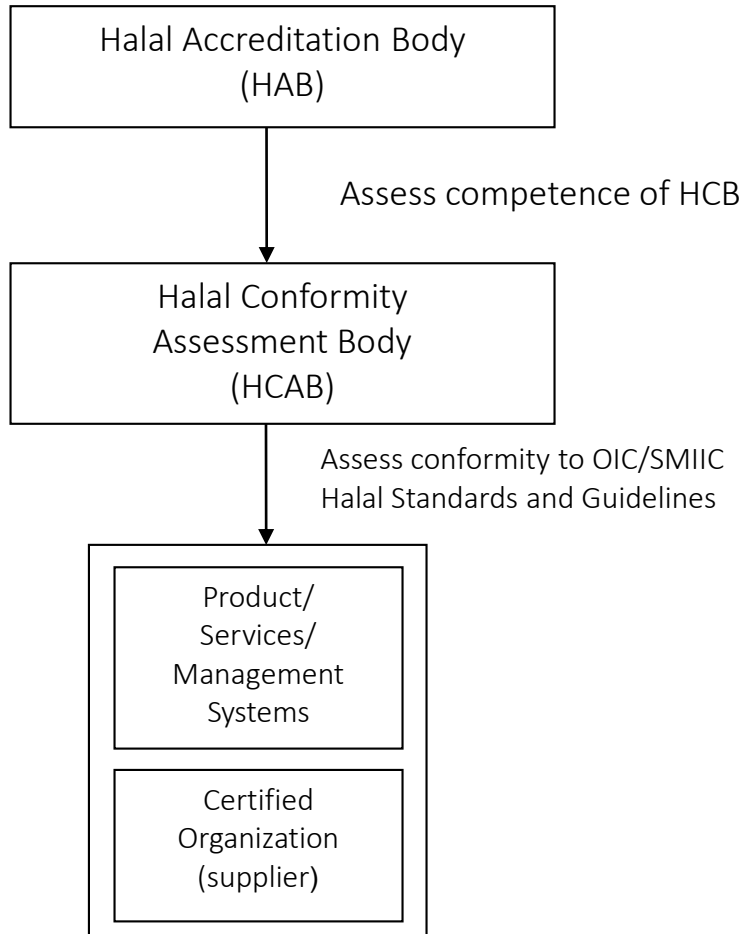 Halal Accreditation Body
(HAB)
Assess competence of HCB
Halal Conformity
Assessment Body
(HCAB)
Assess conformity to OIC/SMIIC
Halal Standards and Guidelines
Product/
Services/
Management
Systems
Certified
Organization
(supplier)